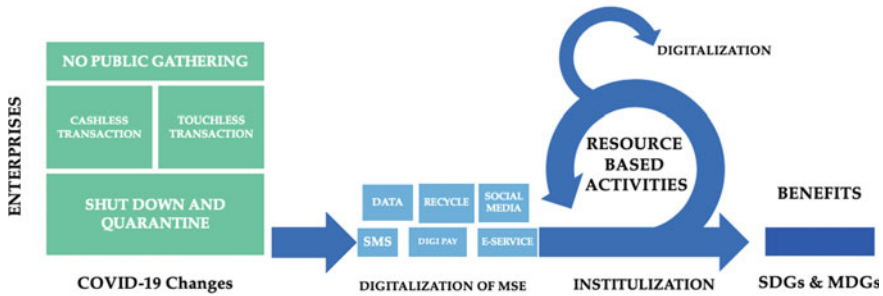 ENTERPRISES
NO PUBLIC GATHERING
CASHLESS
TRANSACTION
TOUCHLESS
TRANSACTION
SHUT DOWN AND
QUARANTINE
COVID-19 Changes
DATA
RECYCLE
SOCIAL
MEDIA
SMS
DIGI PAY
E-SERVICE
DIGITALIZATION OF MSE
DIGITALIZATION
RESOURCE
BASED
ACTIVITIES
INSTITULIZATION
BENEFITS
SDGs & MDGs